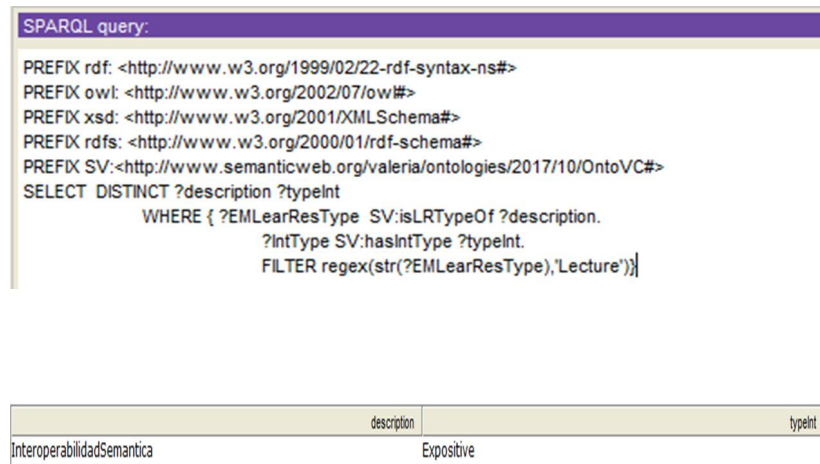 SPARQL query:
PREFIX rdf: <http://www.w3.org/1999/02/22-rdf-syntax-ns#>
PREFIX owl: <http://www.w3.org/2002/07/owl#>
PREFIX xsd: <http://www.w3.org/2001/XMLSchema#>
PREFIX rdfs: <http://www.w3.org/2000/01/rdf-schema#>
PREFIX SV:<http://www.semanticweb.org/valeria/ontologies/2017/10/OntoVC#>
SELECT DISTINCT ?description ?typeInt
WHERE { ?EMLearResType SV:isLRTypeOf ?description.
?IntType SV:hasIntType ?typeInt.
FILTER regex(str(?EMLearResType),'Lecture')}
description typeInt
InteroperabilidadSemantica Expositive